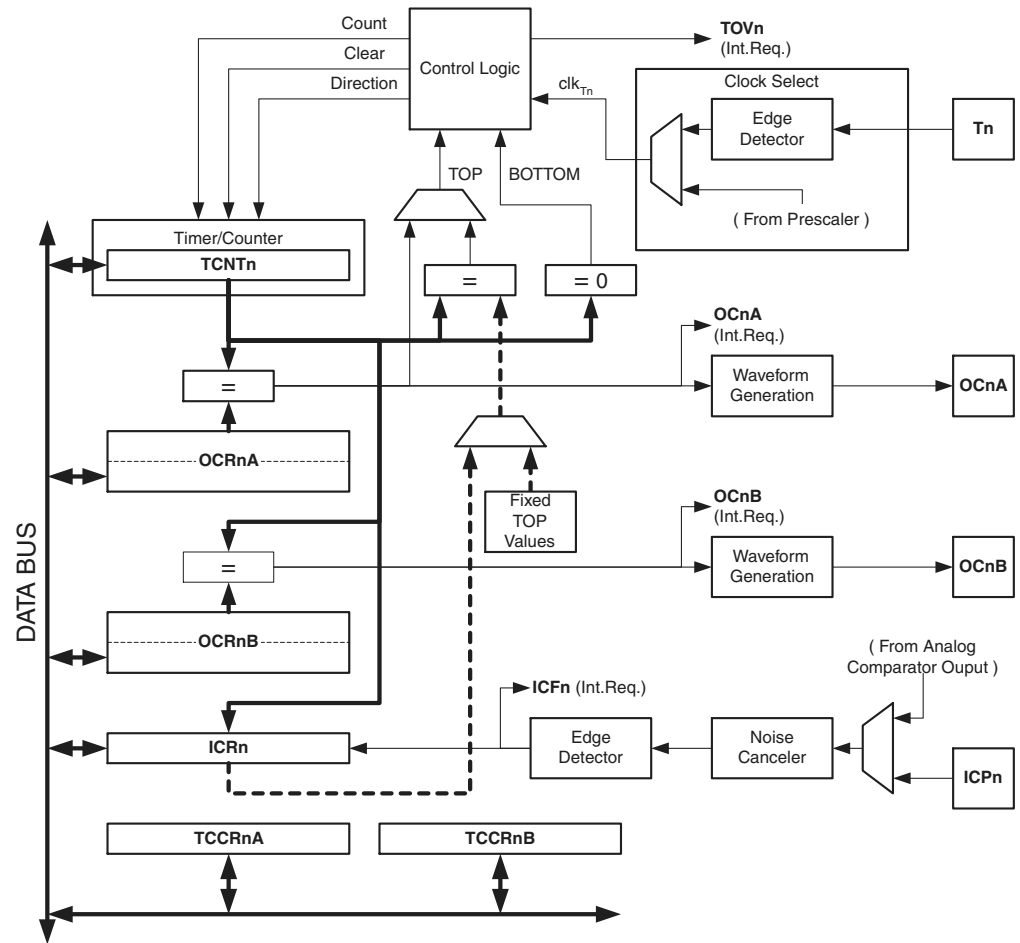 Count
Clear
Direction
Control Logic
TOVn
(Int.Req.)
clkTn
Clock Select
Edge
Detector
Tn
( From Prescaler )
TOP
BOTTOM
Timer/Counter
TCNTn
=
= 0
=
OCRnA
OCnA
(Int.Req.)
Waveform
Generation
OCnA
Fixed
TOP
Values
=
OCRnB
OCnB
(Int.Req.)
Waveform
Generation
OCnB
DATA BUS
( From Analog
Comparator Ouput )
ICFn (Int.Req.)
ICRn
Edge
Detector
Noise
Canceler
ICPn
TCCRnA
TCCRnB